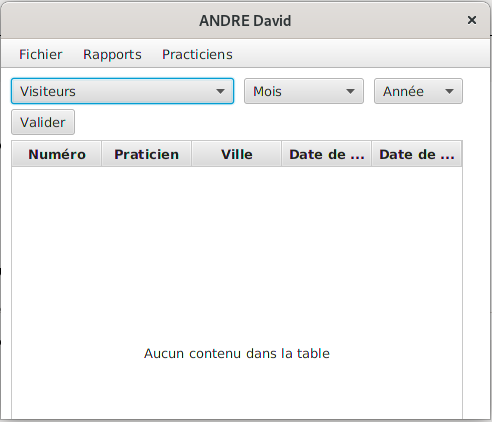 ANDRE David ×
Fichier Rapports Practiciens
Visiteurs Mois Année
Valider
Numéro Praticien Ville Date de ... Date de ...
Aucun contenu dans la table